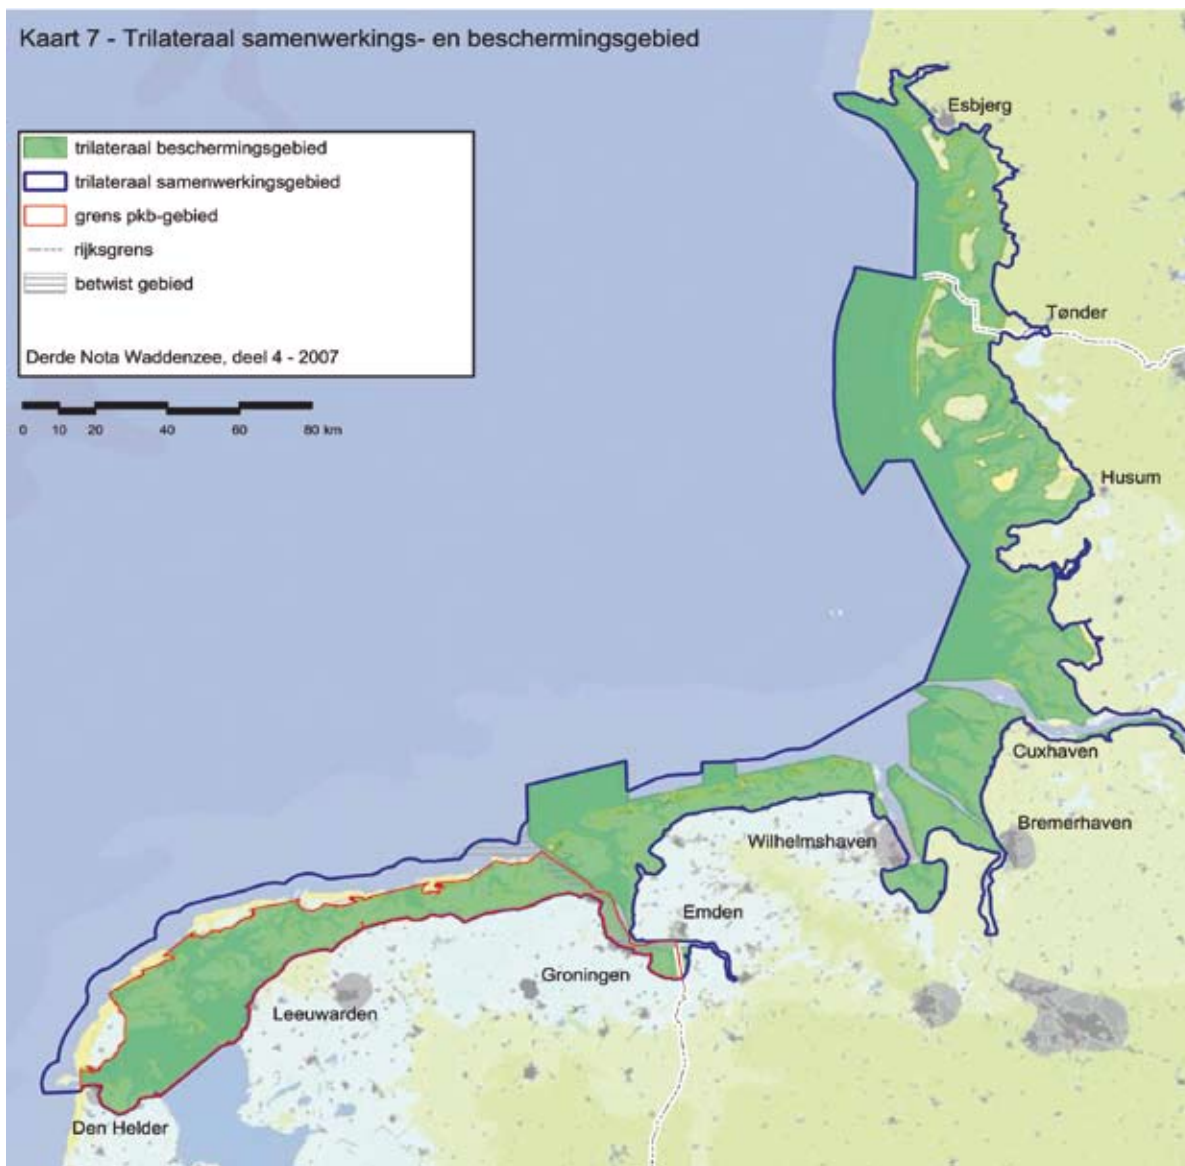 Kaart 7 - Trilateraal samenwerkings- en beschermingsgebied
trilateraal beschermingsgebied
trilateraal samenwerkingsgebied
grens pkb-gebied
rijksgrens
betwist gebied
Derde Nota Waddenzee, deel 4 - 2007
0 10 20 40 60 80 km
Esbjerg
Tønder
Husum
Cuxhaven
Bremerhaven
Wilhelmshaven
Emden
Groningen
Leeuwarden
Den Helder